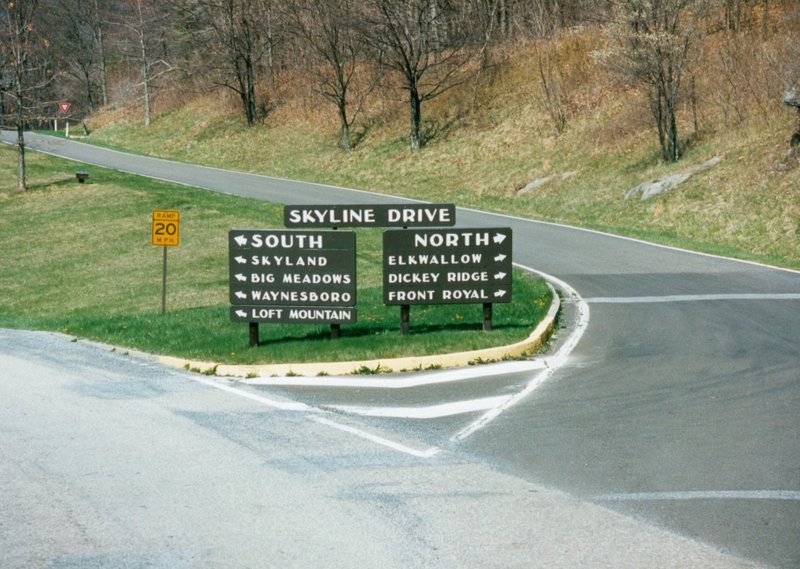 SKYLINE DRIVE
RAMP
20
M.P.H.
SOUTH
SKYLAND
BIG MEADOWS
WAYNESBORO
LOFT MOUNTAIN
NORTH
ELKWALLOW
DICKEY RIDGE
FRONT ROYAL